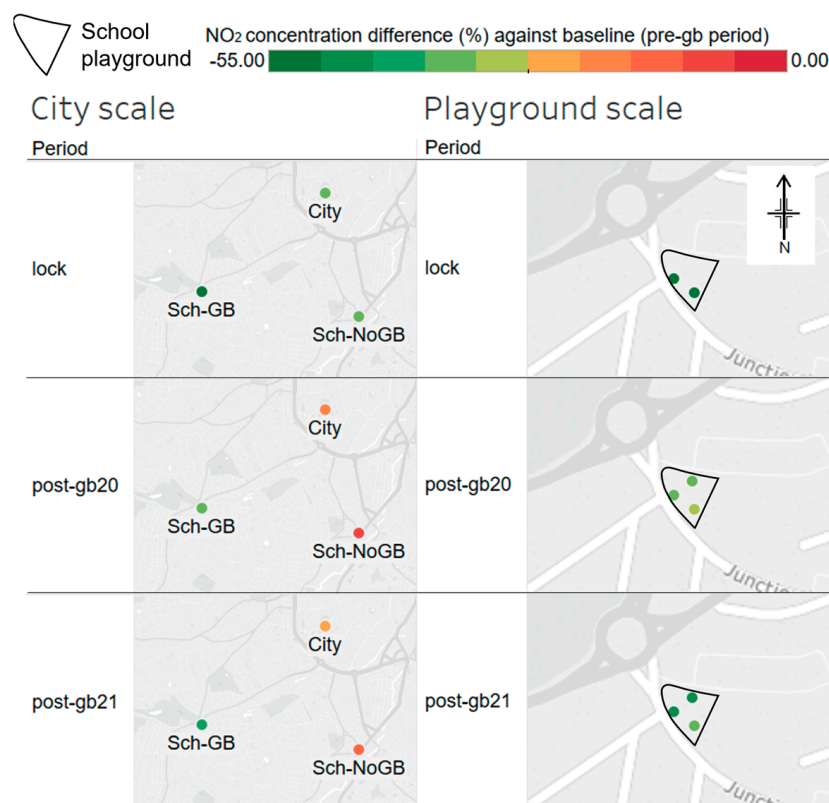 School
playground
NO2 concentration difference (%) against baseline (pre-gb period)
-55.00
0.00
City scale
Playground scale
Period
Period
lock
City
Sch-GB
Sch-NoGB
lock
N
Junction
post-gb20
City
Sch-GB
Sch-NoGB
post-gb20
Junction
post-gb21
City
Sch-GB
Sch-NoGB
post-gb21